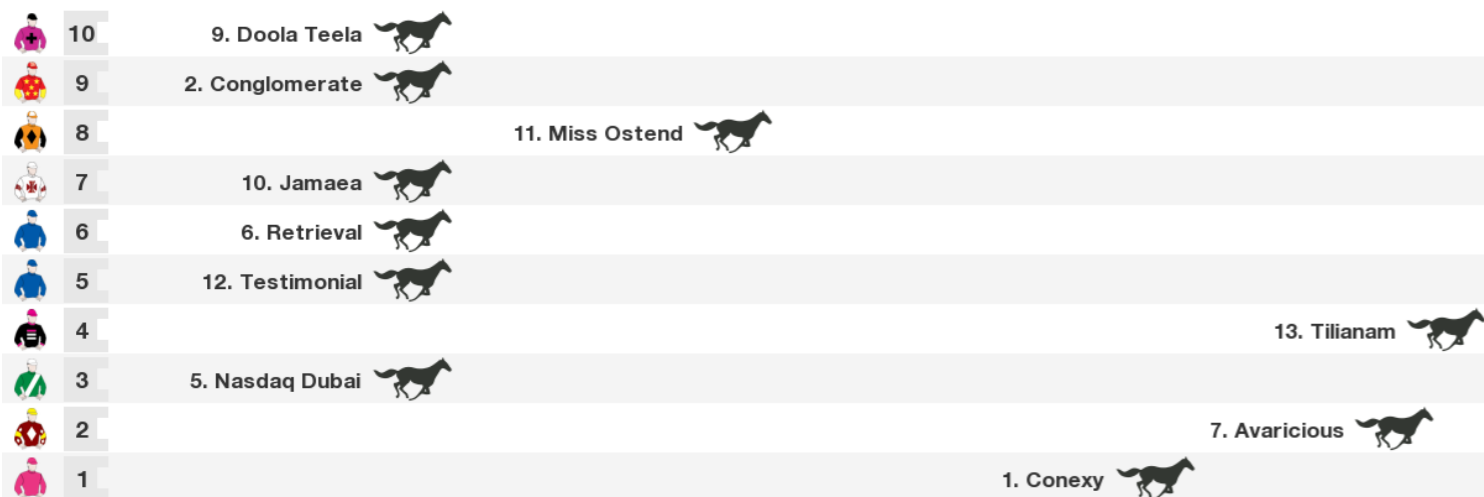 10 9. Doola Teela
9 2. Conglomerate
8 11. Miss Ostend
7 10. Jamaea
6 6. Retrieval
5 12. Testimonial
4 13. Tilianam
3 5. Nasdaq Dubai
2 7. Avaricious
1 1. Conexy